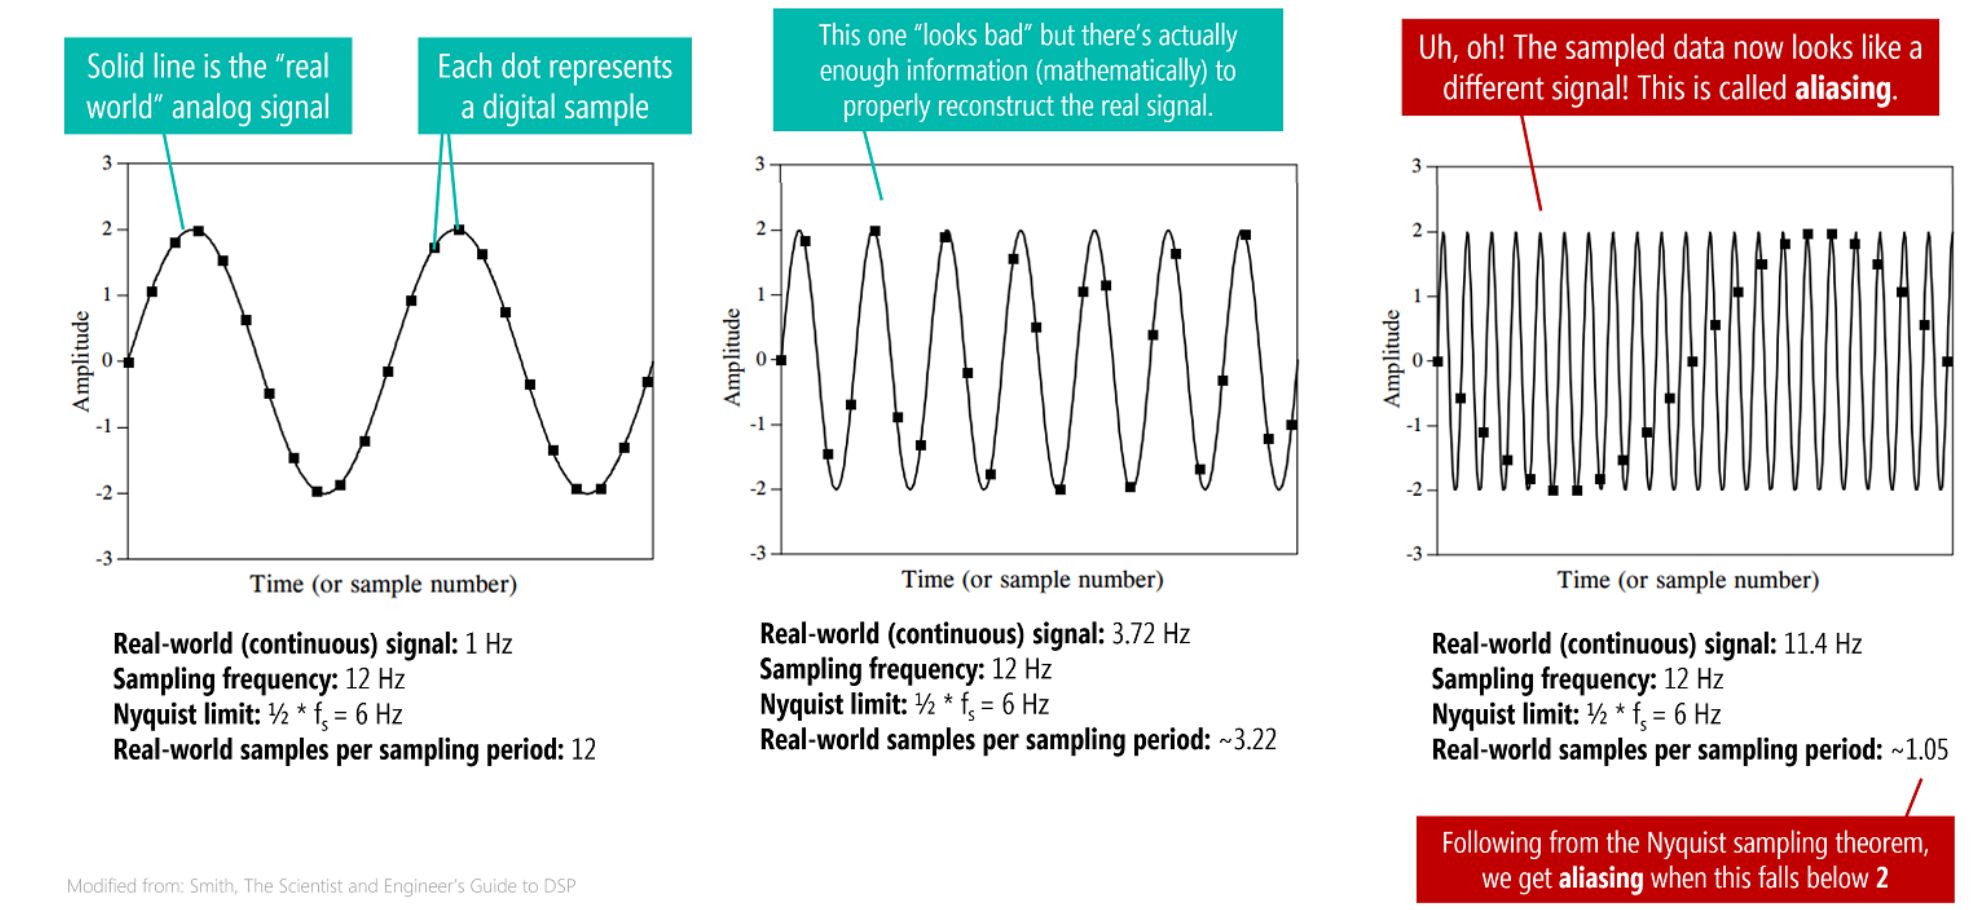 Solid line is the “real
world” analog signal
Each dot represents
a digital sample
3
2
1
0
-1
-2
-3
Amplitude
Time (or sample number)
Real-world (continuous) signal: 1 Hz
Sampling frequency: 12 Hz
Nyquist limit: ½ * fs = 6 Hz
Real-world samples per sampling period: 12
This one “looks bad” but there’s actually
enough information (mathematically) to
properly reconstruct the real signal.
3
2
1
0
-1
-2
-3
Amplitude
Time (or sample number)
Real-world (continuous) signal: 3.72 Hz
Sampling frequency: 12 Hz
Nyquist limit: ½ * fs = 6 Hz
Real-world samples per sampling period: ~3.22
Uh, oh! The sampled data now looks like a
different signal! This is called aliasing.
3
2
1
0
-1
-2
-3
Amplitude
Time (or sample number)
Real-world (continuous) signal: 11.4 Hz
Sampling frequency: 12 Hz
Nyquist limit: ½ * fs = 6 Hz
Real-world samples per sampling period: ~1.05
Following from the Nyquist sampling theorem,
we get aliasing when this falls below 2
Modified from: Smith, The Scientist and Engineer’s Guide to DSP